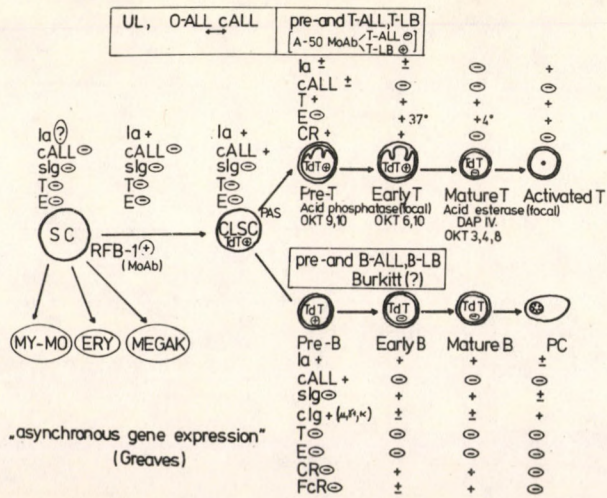 UL, O-ALL cALL
pre-and T-ALL,T-LB
[A-50 MoAb T-ALL ⊖
T-LB ⊕]
Ia ± ± ⊖ +
cALL ± ⊖ ⊖ ⊖
T + + + +
E⊖ +37° +4° +
CR + + ⊖ ⊖
Ia ? Ia + Ia +
cALL⊖ cALL⊖ cALL +
sIg⊖ sIg⊖ sIg⊖
T⊖ T⊖ T⊖
E⊖ E⊖ E⊖
TdT⊕ TdT⊕ TdT ⊖
Pre-T Early T Mature T Activated T
Acid phosphatase(focal) Acid esterase (focal)
OKT 9,10 OKT 6,10 DAP IV.
OKT 3,4,8
PAS
SC
RFB-1(+)
(MoAb)
CLSC
TdT⊕
pre-and B-ALL,B-LB
Burkitt(?)
MY-MO ERY MEGAK
TdT ⊕ TdT ⊖ TdT ⊖
Pre-B Early B Mature B PC
Ia + + + ±
cALL + ⊖ ⊖ ⊖
sIg⊖ + + ±
cIg + (μ,γ,κ) ± ± +
T⊖ ⊖ ⊖ ⊖
E⊖ ⊖ ⊖ ⊖
CR⊖ + + ⊖
FcR⊖ ± + ⊖
„asynchronous gene expression"
(Greaves)